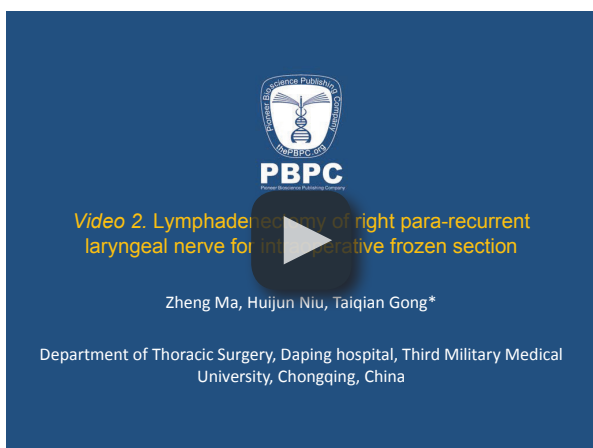 Pioneer Bioscience Publishing Company
thePBPC.org
PBPC
Pioneer Bioscience Publishing Company
Video 2. Lymphadenectomy of right para-recurrent
laryngeal nerve for intraoperative frozen section
Zheng Ma, Huijun Niu, Taiqian Gong*
Department of Thoracic Surgery, Daping hospital, Third Military Medical
University, Chongqing, China